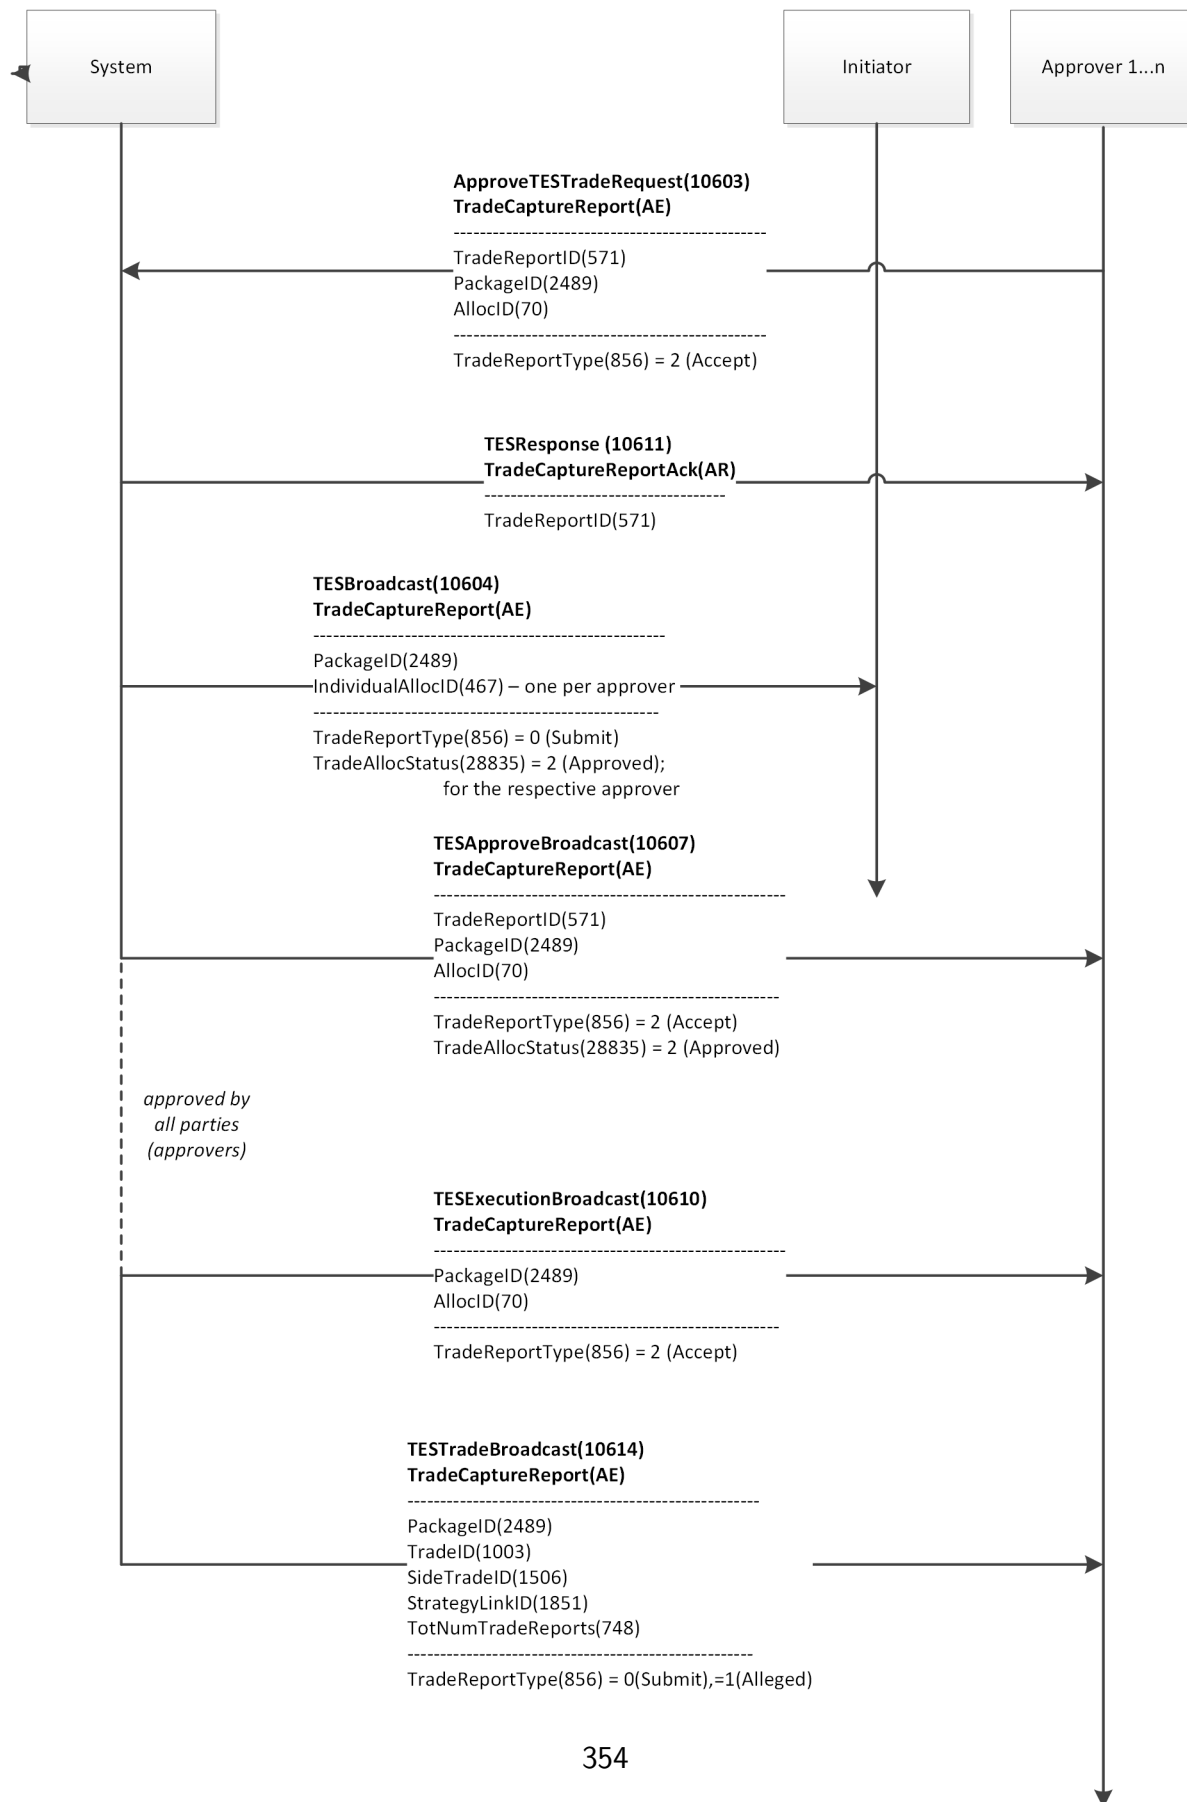 System
Initiator
Approver 1...n
ApproveTESTradeRequest(10603)
TradeCaptureReport(AE)
------------------------------------------------
TradeReportID(571)
PackageID(2489)
AllocID(70)
------------------------------------------------
TradeReportType(856) = 2 (Accept)
TESResponse (10611)
TradeCaptureReportAck(AR)
-------------------------------------
TradeReportID(571)
TESBroadcast(10604)
TradeCaptureReport(AE)
------------------------------------------------------
PackageID(2489)
IndividualAllocID(467) – one per approver
-----------------------------------------------------
TradeReportType(856) = 0 (Submit)
TradeAllocStatus(28835) = 2 (Approved);
for the respective approver
TESApproveBroadcast(10607)
TradeCaptureReport(AE)
------------------------------------------------------
TradeReportID(571)
PackageID(2489)
AllocID(70)
-----------------------------------------------------
TradeReportType(856) = 2 (Accept)
TradeAllocStatus(28835) = 2 (Approved)
approved by
all parties
(approvers)
TESExecutionBroadcast(10610)
TradeCaptureReport(AE)
------------------------------------------------------
PackageID(2489)
AllocID(70)
-----------------------------------------------------
TradeReportType(856) = 2 (Accept)
TESTradeBroadcast(10614)
TradeCaptureReport(AE)
------------------------------------------------------
PackageID(2489)
TradeID(1003)
SideTradeID(1506)
StrategyLinkID(1851)
TotNumTradeReports(748)
-----------------------------------------------------
TradeReportType(856) = 0(Submit),=1(Alleged)
354